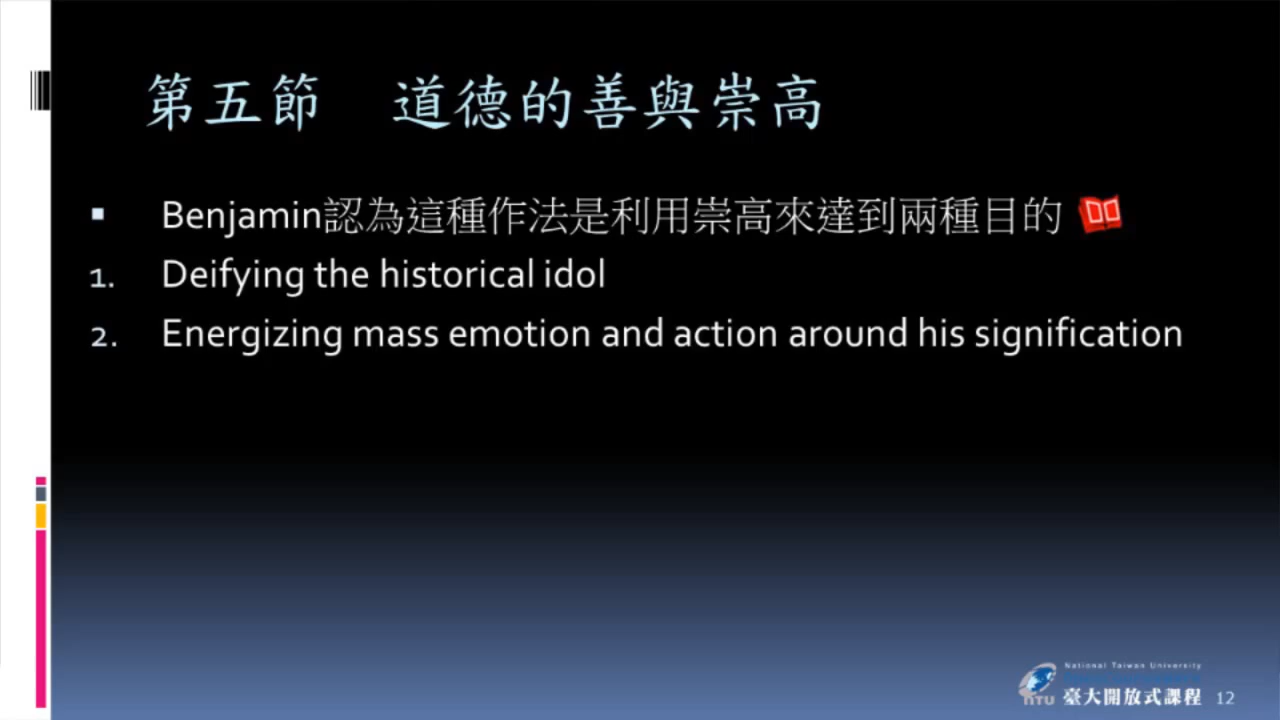 第五節　道德的善與崇高
▪ Benjamin認為這種作法是利用崇高來達到兩種目的
1. Deifying the historical idol
2. Energizing mass emotion and action around his signification
National Taiwan University
NTU 臺大開放式課程 12